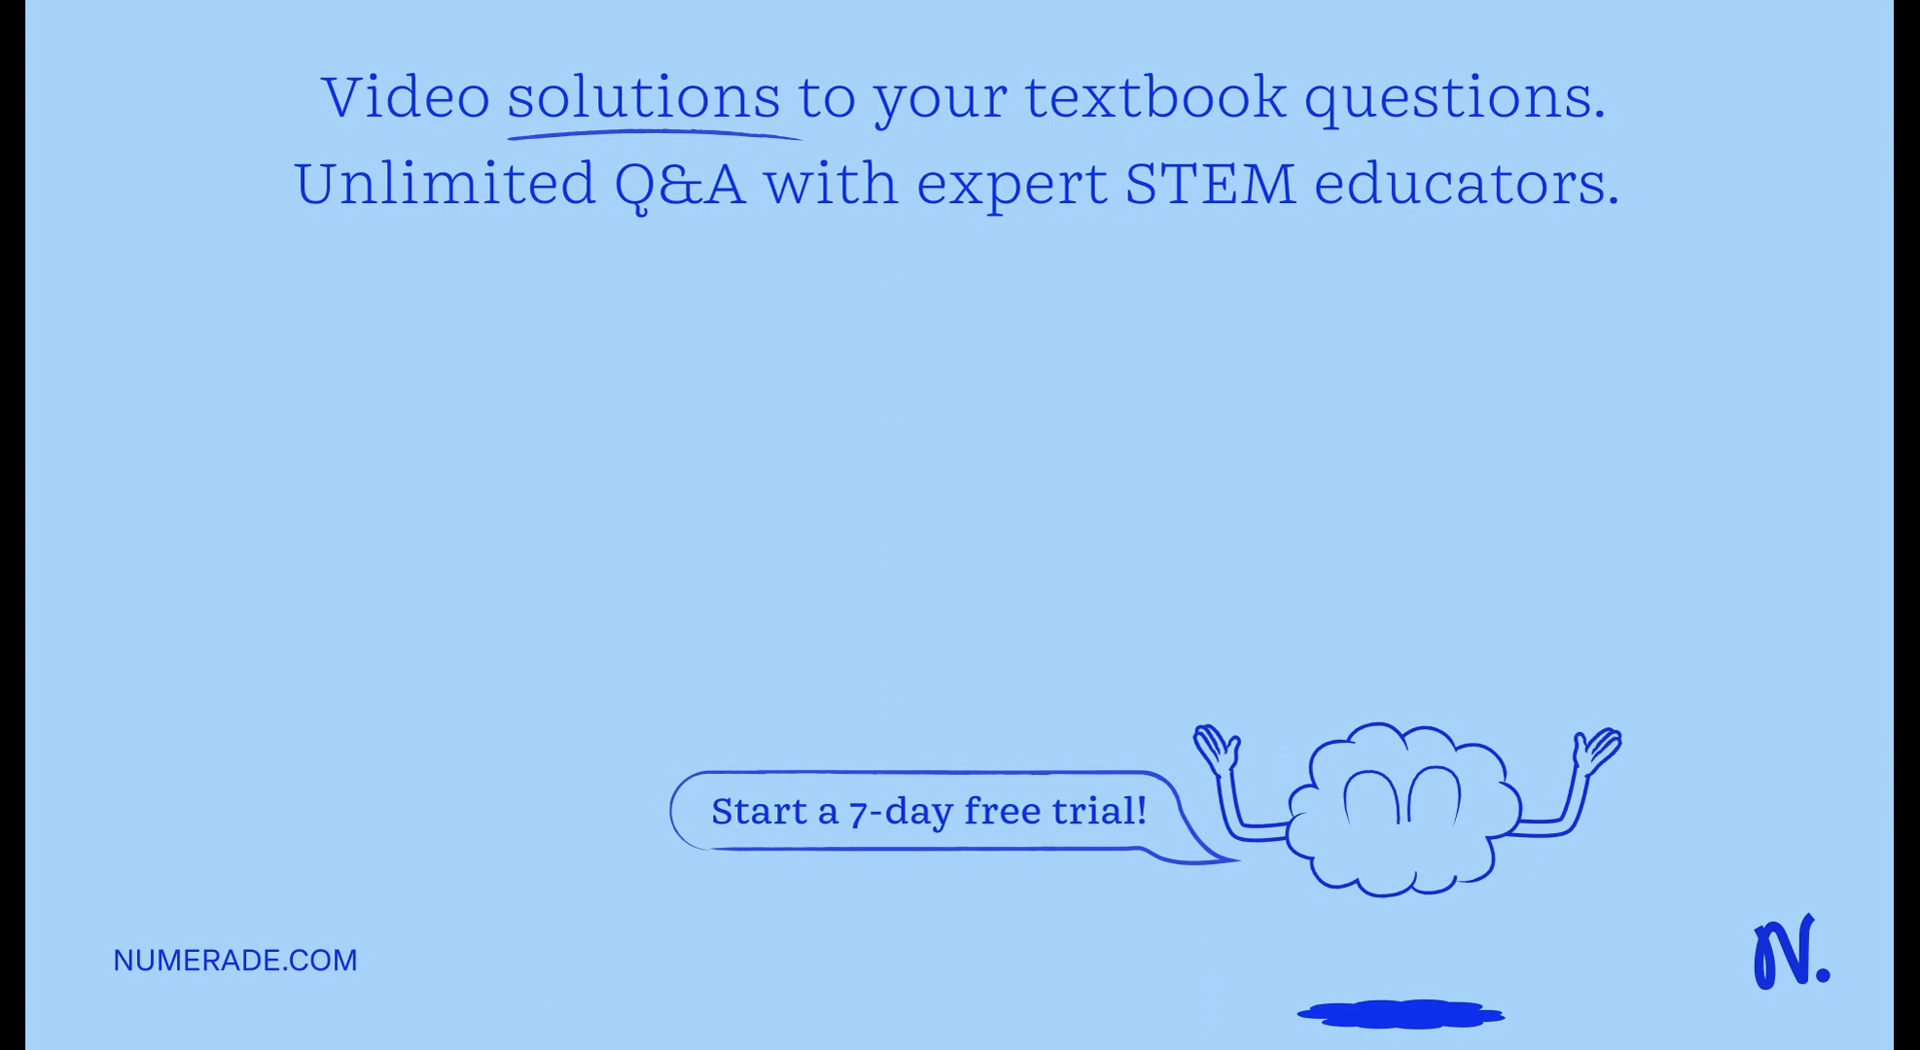 Video solutions to your textbook questions.
Unlimited Q&A with expert STEM educators.
Start a 7-day free trial!
NUMERADE.COM
N.